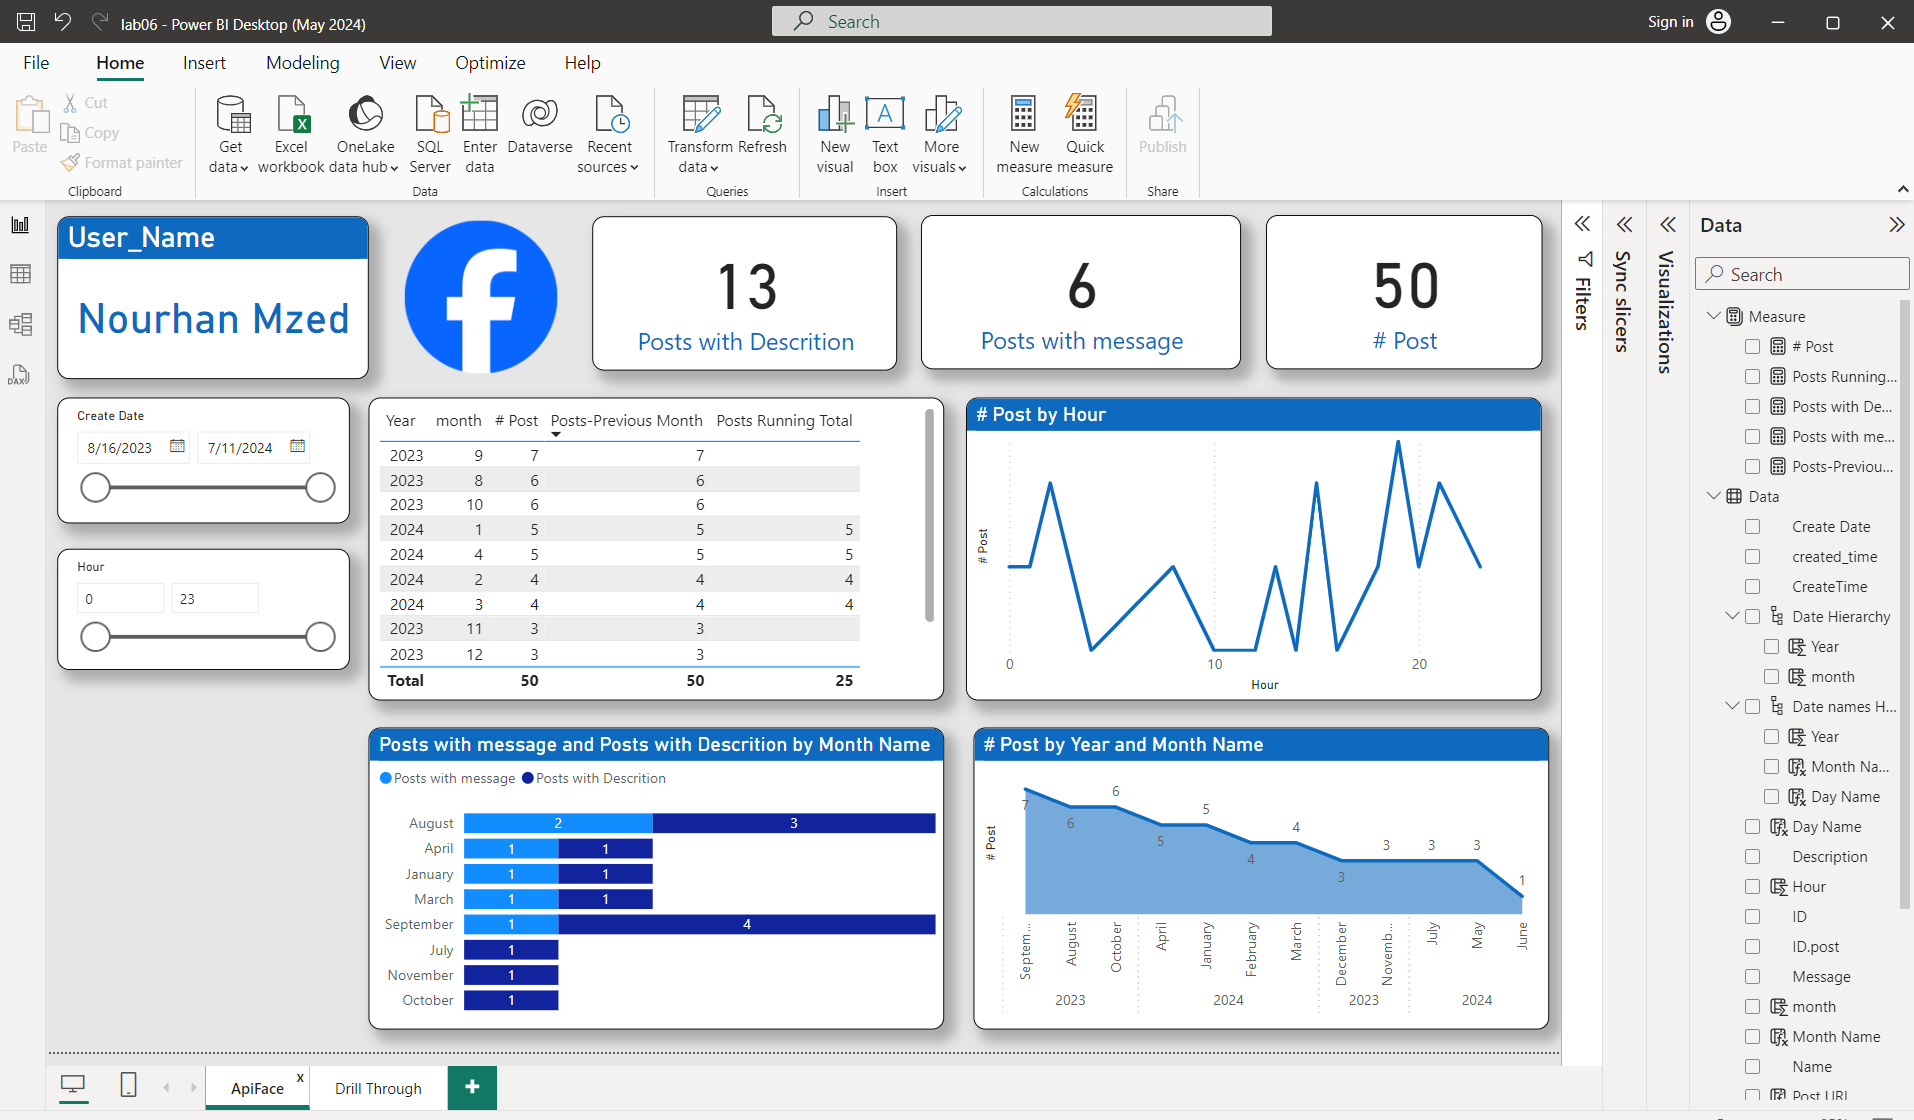 lab06 - Power BI Desktop (May 2024)
Search
Sign in
File Home Insert Modeling View Optimize Help
Paste
Cut
Copy
Format painter
Clipboard
Get data
Excel workbook
OneLake data hub
SQL Server
Enter data
Dataverse
Recent sources
Data
Transform data
Refresh
Queries
New visual
Text box
More visuals
Insert
New measure
Quick measure
Calculations
Publish
Share
User_Name
Nourhan Mzed
13
Posts with Descrition
6
Posts with message
50
# Post
Create Date
8/16/2023 7/11/2024
Hour
0 23
Year month # Post Posts-Previous Month Posts Running Total
2023 9 7 7
2023 8 6 6
2023 10 6 6
2024 1 5 5 5
2024 4 5 5 5
2024 2 4 4 4
2024 3 4 4 4
2023 11 3 3
2023 12 3 3
Total 50 50 25
# Post by Hour
# Post
0 10 20
Hour
Posts with message and Posts with Descrition by Month Name
Posts with message Posts with Descrition
August 2 3
April 1 1
January 1 1
March 1 1
September 1 4
July 1
November 1
October 1
# Post by Year and Month Name
# Post
7 6 6 5 5 4 4 3 3 3 3 1
Septem... August October April January February March December Novemb... July May June
2023 2024 2023 2024
Filters
Sync slicers
Visualizations
Data
Search
Measure
# Post
Posts Running...
Posts with De...
Posts with me...
Posts-Previou...
Data
Create Date
created_time
CreateTime
Date Hierarchy
Year
month
Date names H...
Year
Month Na...
Day Name
Day Name
Description
Hour
ID
ID.post
Message
month
Month Name
Name
Post URL
DAX
ApiFace x
Drill Through
+